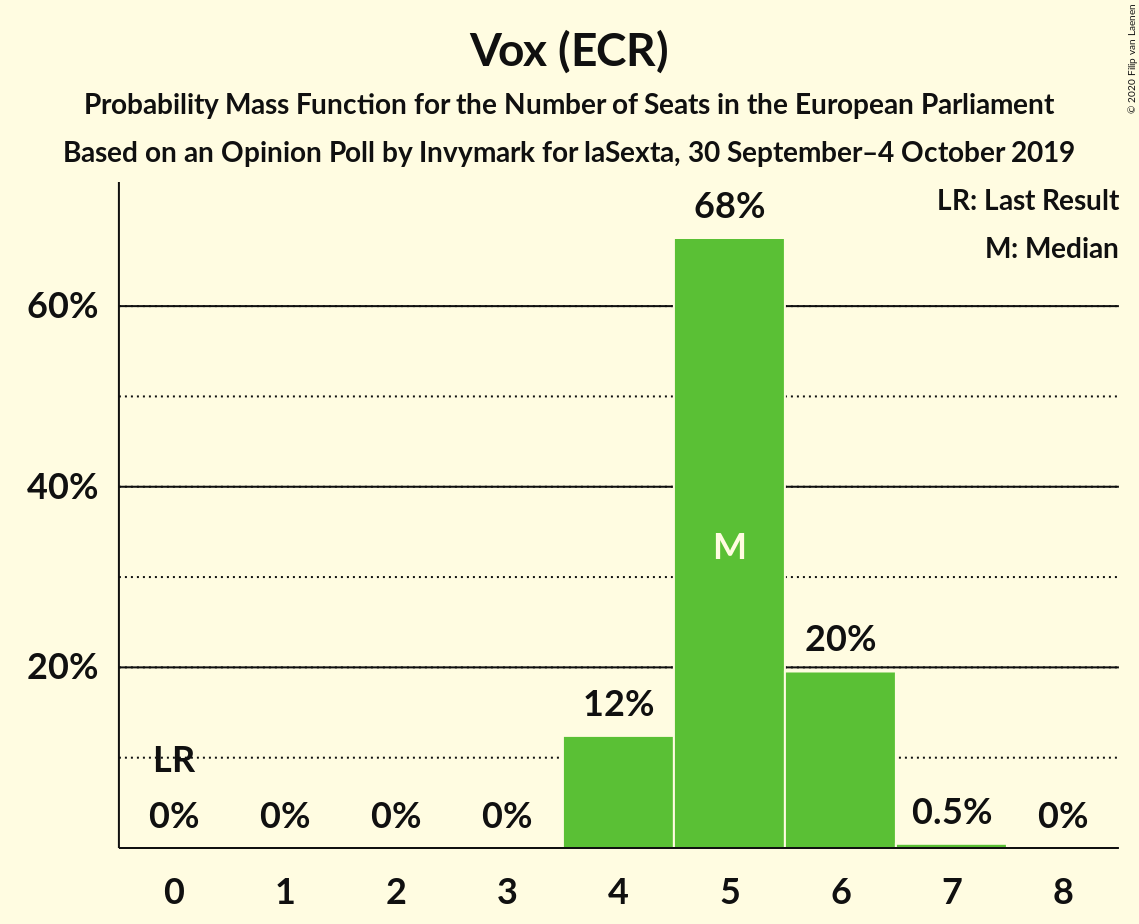 Vox (ECR)
Probability Mass Function for the Number of Seats in the European Parliament
Based on an Opinion Poll by Invymark for laSexta, 30 September–4 October 2019
© 2020 Filip van Laenen
LR: Last Result
M: Median
68%
60%
40%
M
20%
20%
12%
LR
0%
0%
0%
0%
0.5%
0%
0
1
2
3
4
5
6
7
8